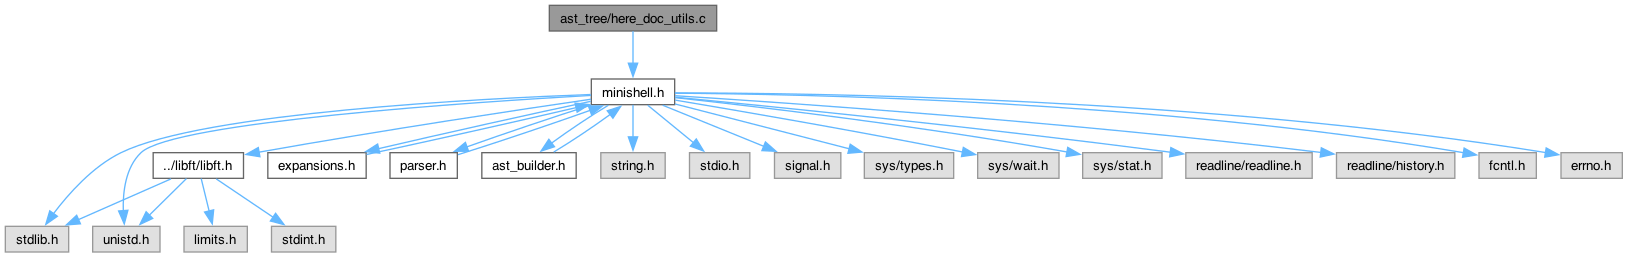 ast_tree/here_doc_utils.c
minishell.h
../libft/libft.h
expansions.h
parser.h
ast_builder.h
string.h
stdio.h
signal.h
sys/types.h
sys/wait.h
sys/stat.h
readline/readline.h
readline/history.h
fcntl.h
errno.h
stdlib.h
unistd.h
limits.h
stdint.h